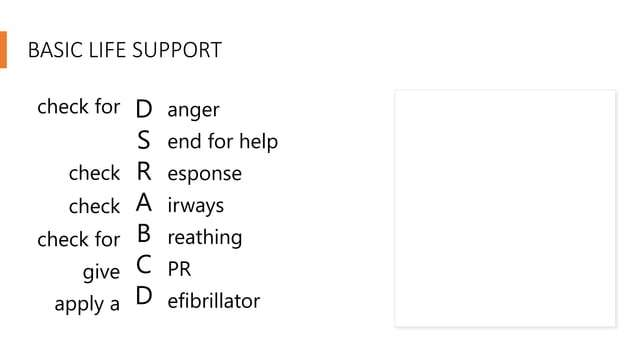 BASIC LIFE SUPPORT
check for D anger
S end for help
check R esponse
check A irways
check for B reathing
give C PR
apply a D efibrillator